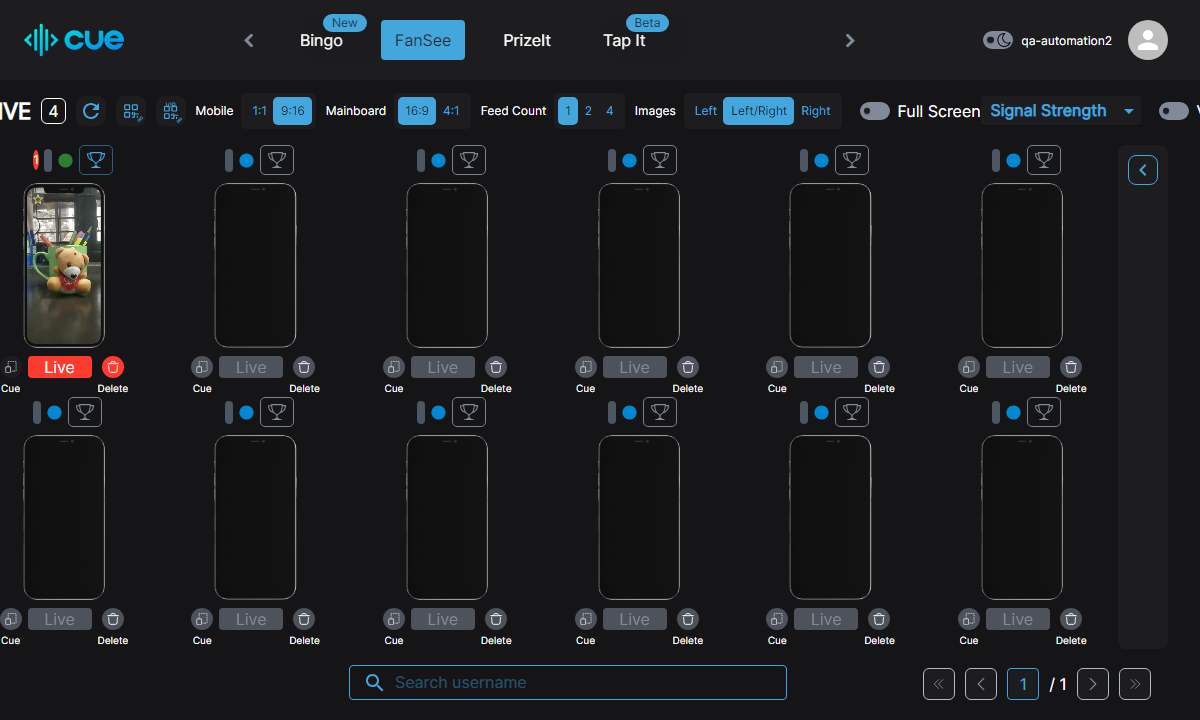 cue
Bingo
New
FanSee
PrizeIt
Tap It
Beta
qa-automation2
IVE
4
Mobile
1:1
9:16
Mainboard
16:9
4:1
Feed Count
1
2
4
Images
Left
Left/Right
Right
Full Screen
Signal Strength
1
Live
Live
Live
Live
Live
Live
Cue
Delete
Cue
Delete
Cue
Delete
Cue
Delete
Cue
Delete
Cue
Delete
Live
Live
Live
Live
Live
Live
Cue
Delete
Cue
Delete
Cue
Delete
Cue
Delete
Cue
Delete
Cue
Delete
Search username
1
/ 1